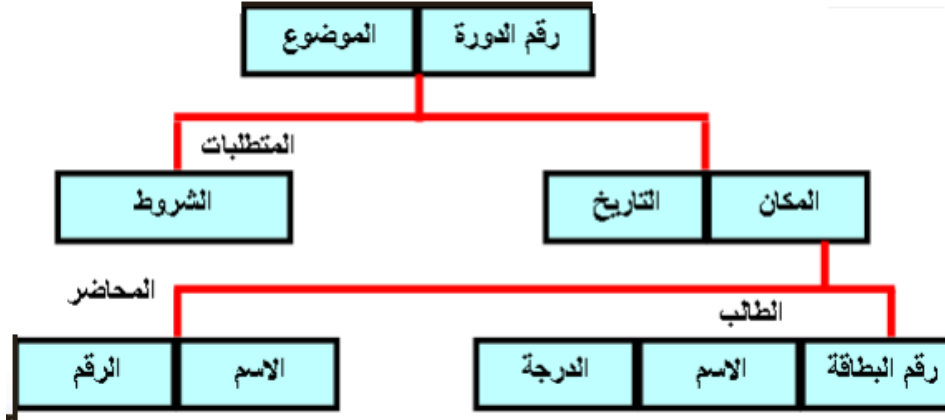 رقم الدورة الموضوع
المتطلبات
المكان التاريخ الشروط
المحاضر
الطالب
رقم البطاقة الاسم الدرجة الاسم الرقم